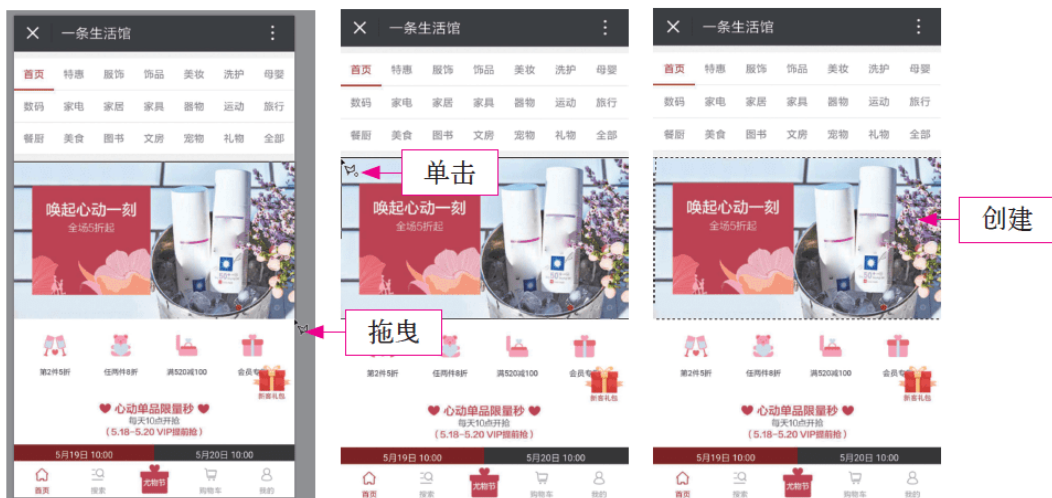 一条生活馆
首页 特惠 服饰 饰品 美妆 洗护 母婴
数码 家电 家居 家具 器物 运动 旅行
餐厨 美食 图书 文房 宠物 礼物 全部
唤起心动一刻
全场5折起
第2件5折 任两件8折 满520减100 会员专
新客礼包
心动单品限量秒
每天10点开抢
(5.18-5.20 VIP提前抢)
5月19日 10:00 5月20日 10:00
首页 搜索 尤物节 购物车 我的
拖曳
一条生活馆
首页 特惠 服饰 饰品 美妆 洗护 母婴
数码 家电 家居 家具 器物 运动 旅行
餐厨 美食 图书 文房 宠物 礼物 全部
单击
唤起心动一刻
全场5折起
第2件5折 任两件8折 满520减100 会员专
新客礼包
心动单品限量秒
每天10点开抢
(5.18-5.20 VIP提前抢)
5月19日 10:00 5月20日 10:00
首页 搜索 尤物节 购物车 我的
一条生活馆
首页 特惠 服饰 饰品 美妆 洗护 母婴
数码 家电 家居 家具 器物 运动 旅行
餐厨 美食 图书 文房 宠物 礼物 全部
唤起心动一刻
全场5折起
创建
第2件5折 任两件8折 满520减100 会员专
新客礼包
心动单品限量秒
每天10点开抢
(5.18-5.20 VIP提前抢)
5月19日 10:00 5月20日 10:00
首页 搜索 尤物节 购物车 我的